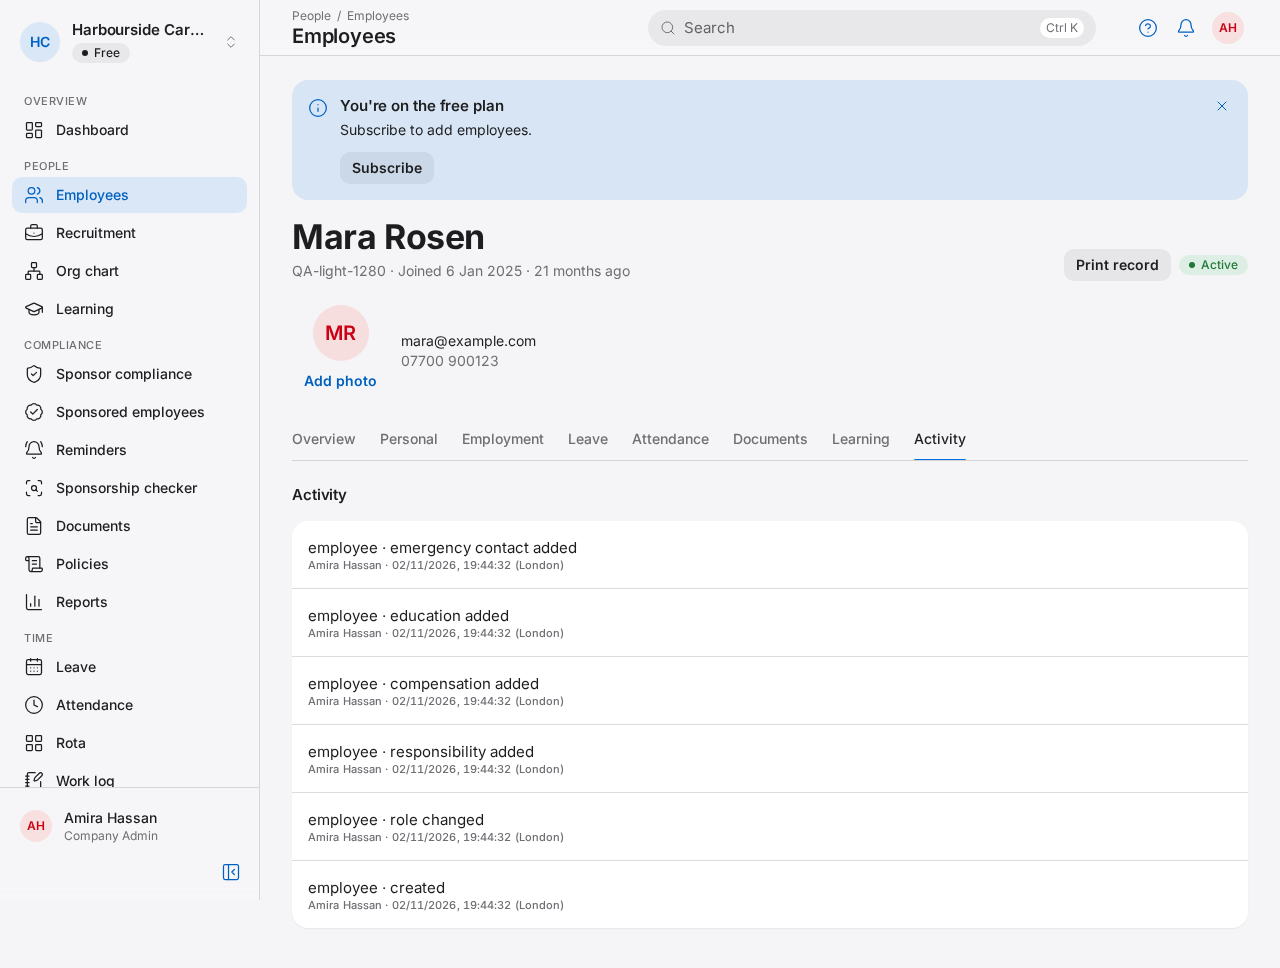 HC
Harbourside Car...
Free
OVERVIEW
Dashboard
PEOPLE
Employees
Recruitment
Org chart
Learning
COMPLIANCE
Sponsor compliance
Sponsored employees
Reminders
Sponsorship checker
Documents
Policies
Reports
TIME
Leave
Attendance
Rota
Work log
AH
Amira Hassan
Company Admin
People / Employees
Employees
Search
Ctrl K
AH
You're on the free plan
Subscribe to add employees.
Subscribe
Mara Rosen
QA-light-1280 · Joined 6 Jan 2025 · 21 months ago
Print record
Active
MR
Add photo
mara@example.com
07700 900123
Overview Personal Employment Leave Attendance Documents Learning Activity
Activity
employee · emergency contact added
Amira Hassan · 02/11/2026, 19:44:32 (London)
employee · education added
Amira Hassan · 02/11/2026, 19:44:32 (London)
employee · compensation added
Amira Hassan · 02/11/2026, 19:44:32 (London)
employee · responsibility added
Amira Hassan · 02/11/2026, 19:44:32 (London)
employee · role changed
Amira Hassan · 02/11/2026, 19:44:32 (London)
employee · created
Amira Hassan · 02/11/2026, 19:44:32 (London)